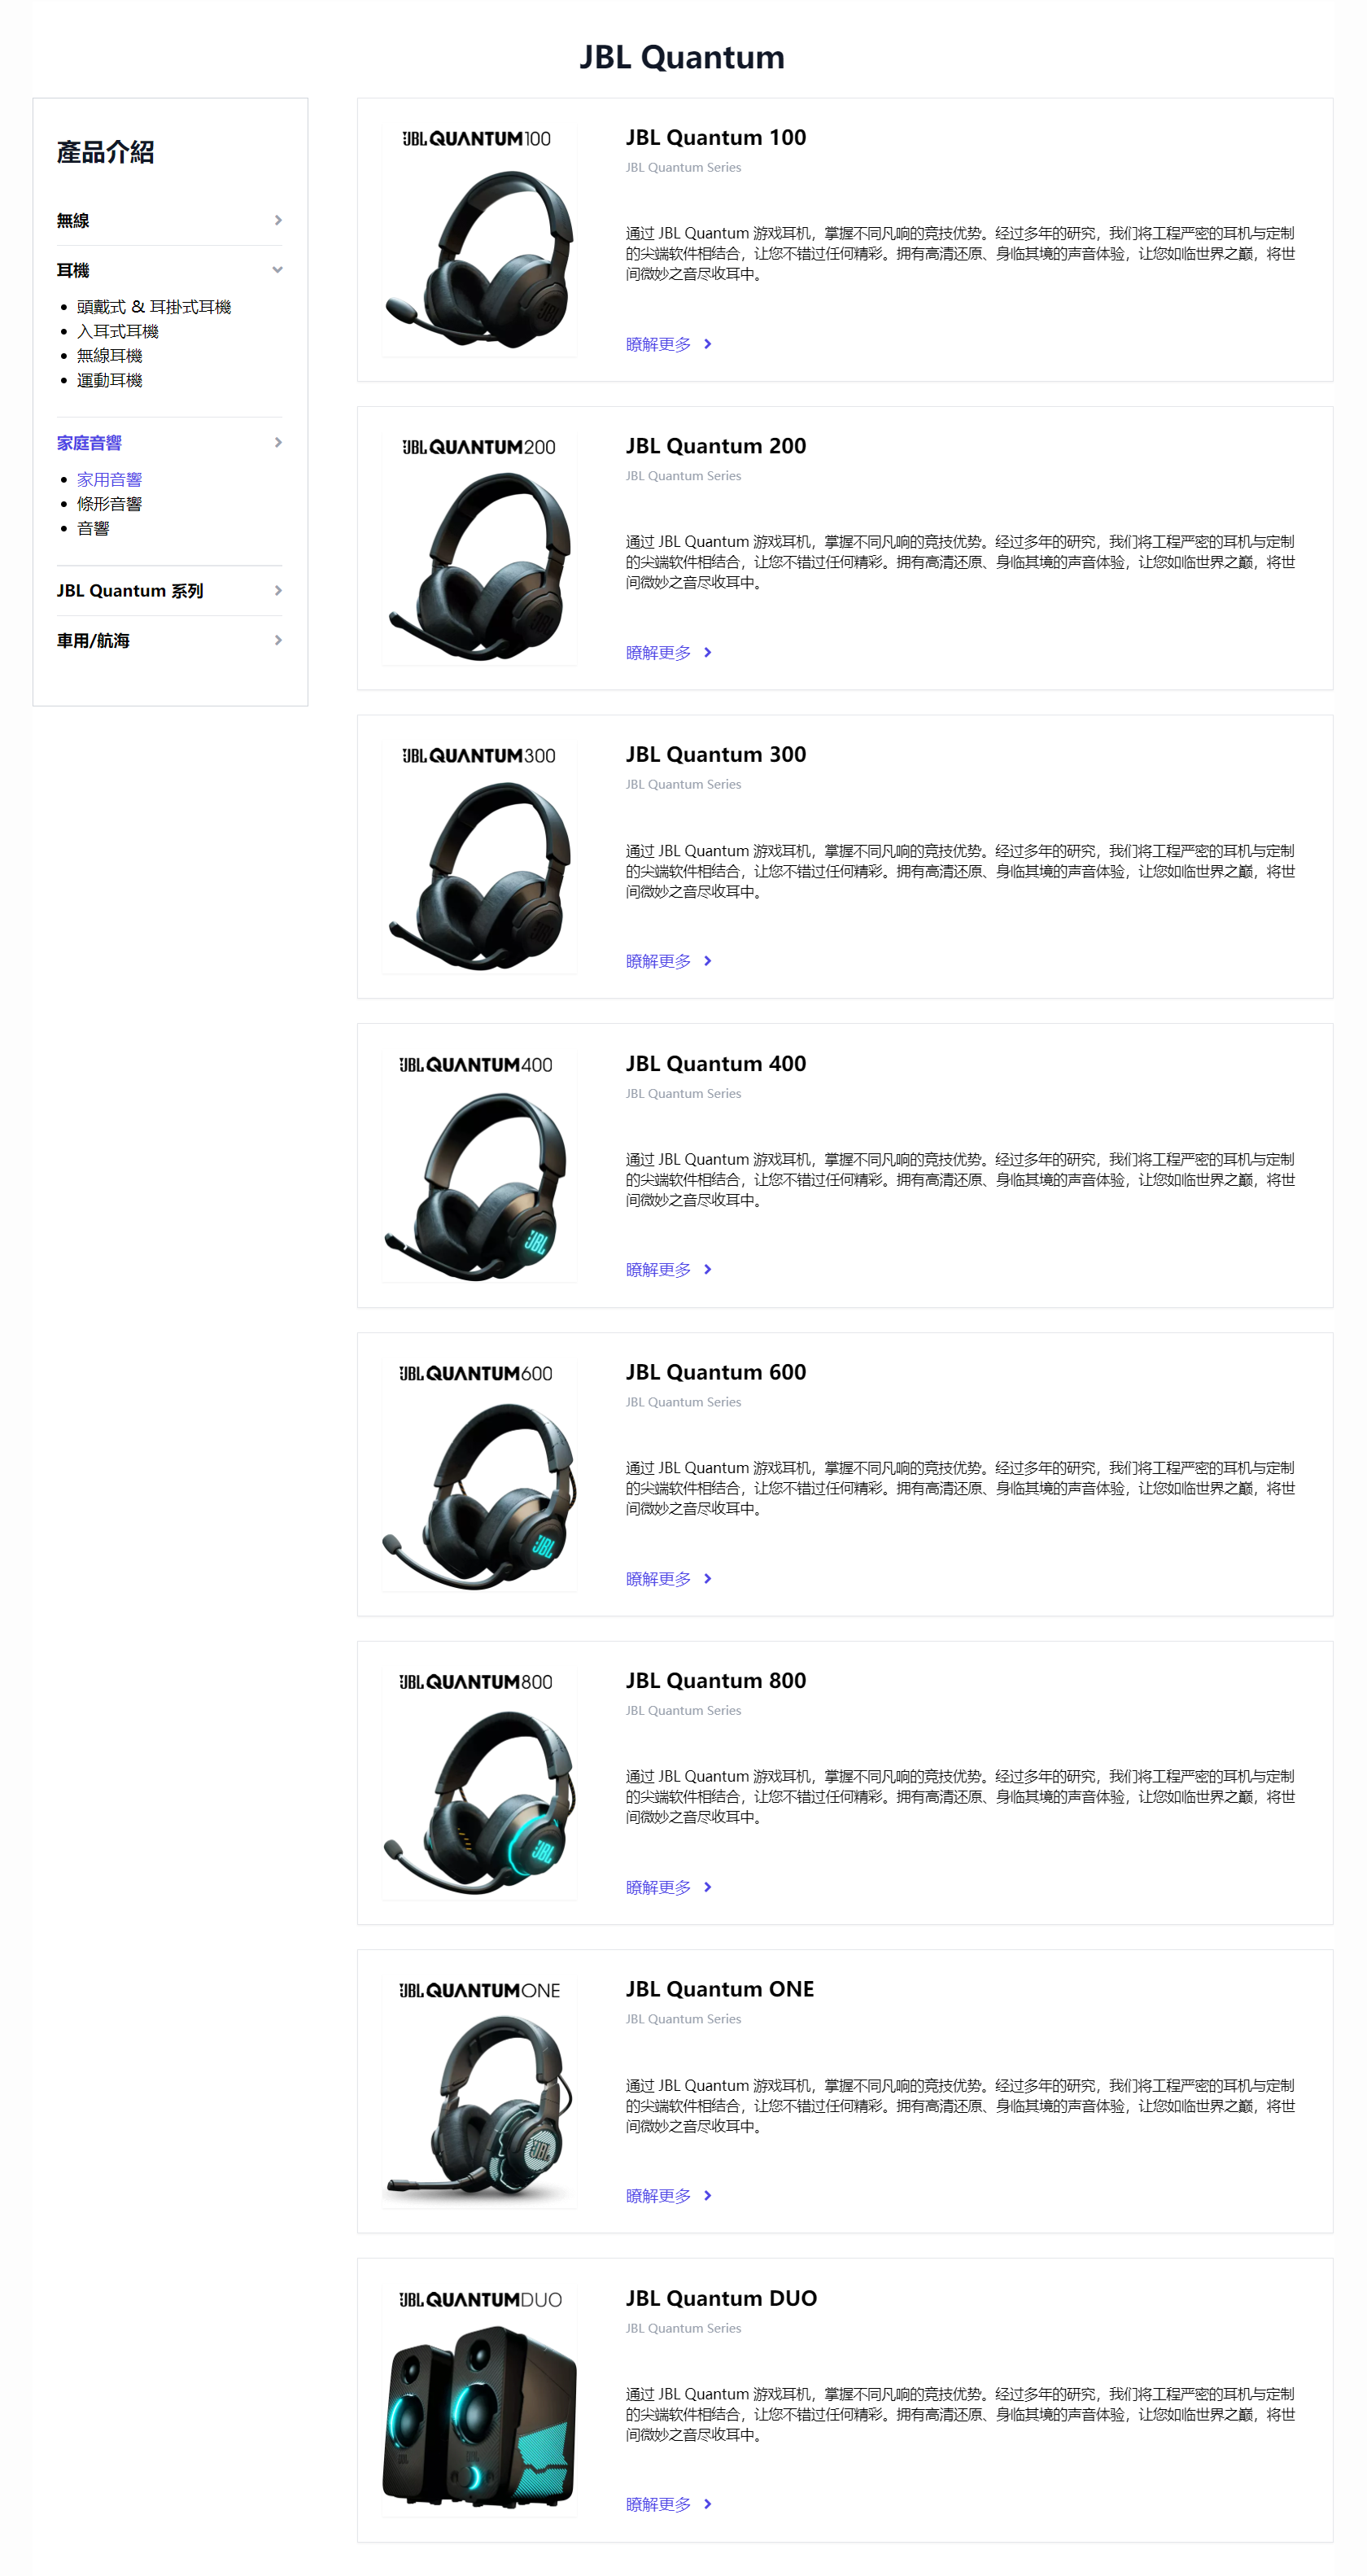 JBL Quantum
產品介紹
無線
耳機
頭戴式 & 耳掛式耳機
入耳式耳機
無線耳機
運動耳機
家庭音響
家用音響
條形音響
音響
JBL Quantum 系列
車用/航海
JBL QUANTUM100
JBL Quantum 100
JBL Quantum Series
通过 JBL Quantum 游戏耳机，掌握不同凡响的竞技优势。经过多年的研究，我们将工程严密的耳机与定制
的尖端软件相结合，让您不错过任何精彩。拥有高清还原、身临其境的声音体验，让您如临世界之巅，将世
间微妙之音尽收耳中。
瞭解更多
JBL QUANTUM200
JBL Quantum 200
JBL Quantum Series
通过 JBL Quantum 游戏耳机，掌握不同凡响的竞技优势。经过多年的研究，我们将工程严密的耳机与定制
的尖端软件相结合，让您不错过任何精彩。拥有高清还原、身临其境的声音体验，让您如临世界之巅，将世
间微妙之音尽收耳中。
瞭解更多
JBL QUANTUM300
JBL Quantum 300
JBL Quantum Series
通过 JBL Quantum 游戏耳机，掌握不同凡响的竞技优势。经过多年的研究，我们将工程严密的耳机与定制
的尖端软件相结合，让您不错过任何精彩。拥有高清还原、身临其境的声音体验，让您如临世界之巅，将世
间微妙之音尽收耳中。
瞭解更多
JBL QUANTUM400
JBL
JBL Quantum 400
JBL Quantum Series
通过 JBL Quantum 游戏耳机，掌握不同凡响的竞技优势。经过多年的研究，我们将工程严密的耳机与定制
的尖端软件相结合，让您不错过任何精彩。拥有高清还原、身临其境的声音体验，让您如临世界之巅，将世
间微妙之音尽收耳中。
瞭解更多
JBL QUANTUM600
JBL
JBL Quantum 600
JBL Quantum Series
通过 JBL Quantum 游戏耳机，掌握不同凡响的竞技优势。经过多年的研究，我们将工程严密的耳机与定制
的尖端软件相结合，让您不错过任何精彩。拥有高清还原、身临其境的声音体验，让您如临世界之巅，将世
间微妙之音尽收耳中。
瞭解更多
JBL QUANTUM800
JBL
JBL Quantum 800
JBL Quantum Series
通过 JBL Quantum 游戏耳机，掌握不同凡响的竞技优势。经过多年的研究，我们将工程严密的耳机与定制
的尖端软件相结合，让您不错过任何精彩。拥有高清还原、身临其境的声音体验，让您如临世界之巅，将世
间微妙之音尽收耳中。
瞭解更多
JBL QUANTUMONE
JBL
JBL Quantum ONE
JBL Quantum Series
通过 JBL Quantum 游戏耳机，掌握不同凡响的竞技优势。经过多年的研究，我们将工程严密的耳机与定制
的尖端软件相结合，让您不错过任何精彩。拥有高清还原、身临其境的声音体验，让您如临世界之巅，将世
间微妙之音尽收耳中。
瞭解更多
JBL QUANTUMDUO
JBL Quantum DUO
JBL Quantum Series
通过 JBL Quantum 游戏耳机，掌握不同凡响的竞技优势。经过多年的研究，我们将工程严密的耳机与定制
的尖端软件相结合，让您不错过任何精彩。拥有高清还原、身临其境的声音体验，让您如临世界之巅，将世
间微妙之音尽收耳中。
瞭解更多